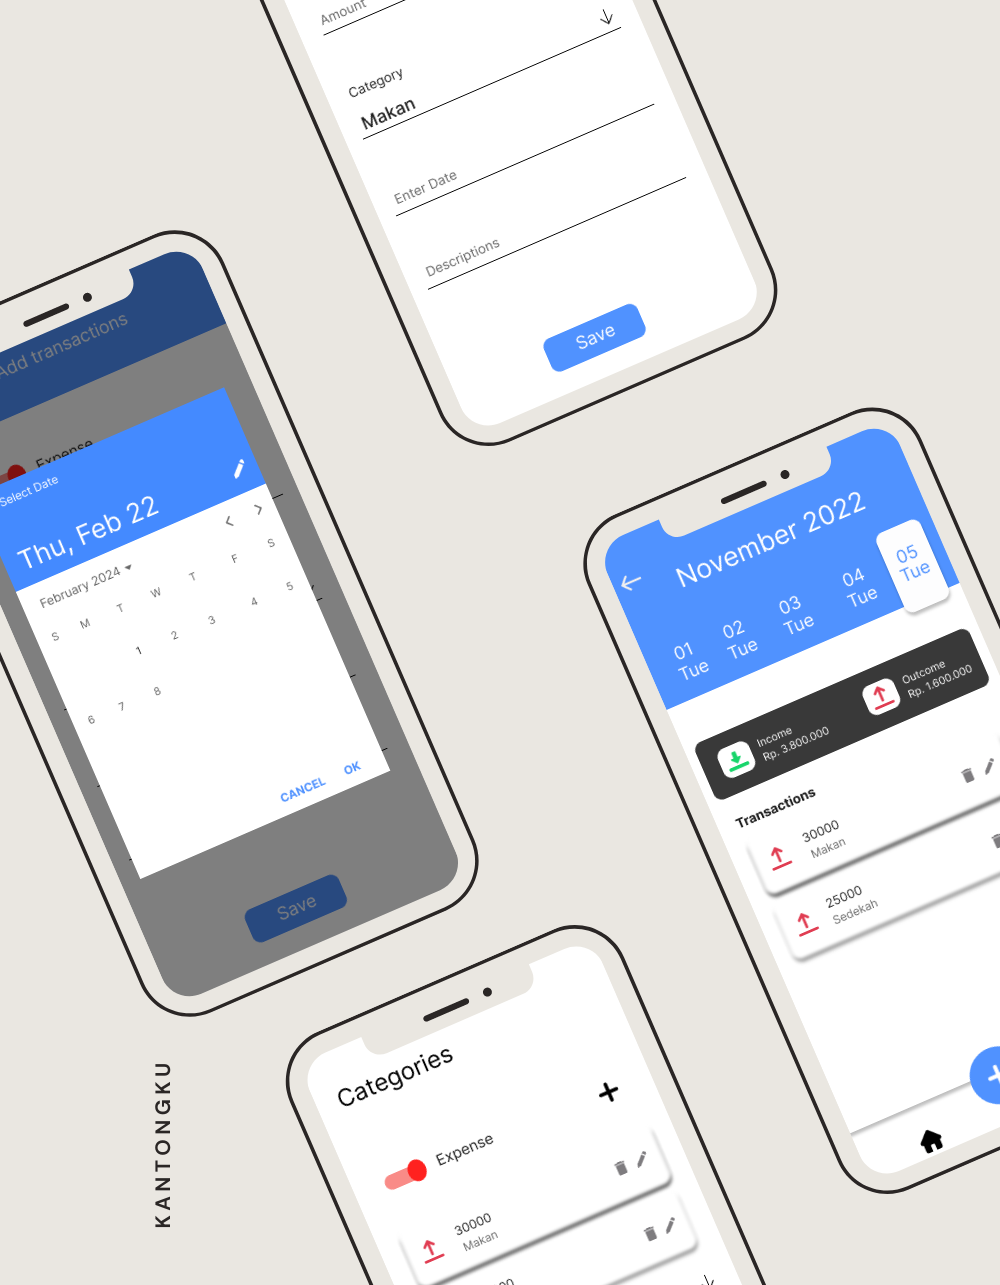 Amount
Category
Makan
Enter Date
Descriptions
Save
Add transactions
Expense
Select Date
Thu, Feb 22
February 2024
S M T W T F S
1 2 3 4 5
6 7 8
CANCEL OK
Save
November 2022
01 02 03 04 05
Tue Tue Tue Tue Tue
Income
Rp. 3.800.000
Outcome
Rp. 1.600.000
Transactions
30000
Makan
25000
Sedekah
Categories
Expense
30000
Makan
KANTONGKU